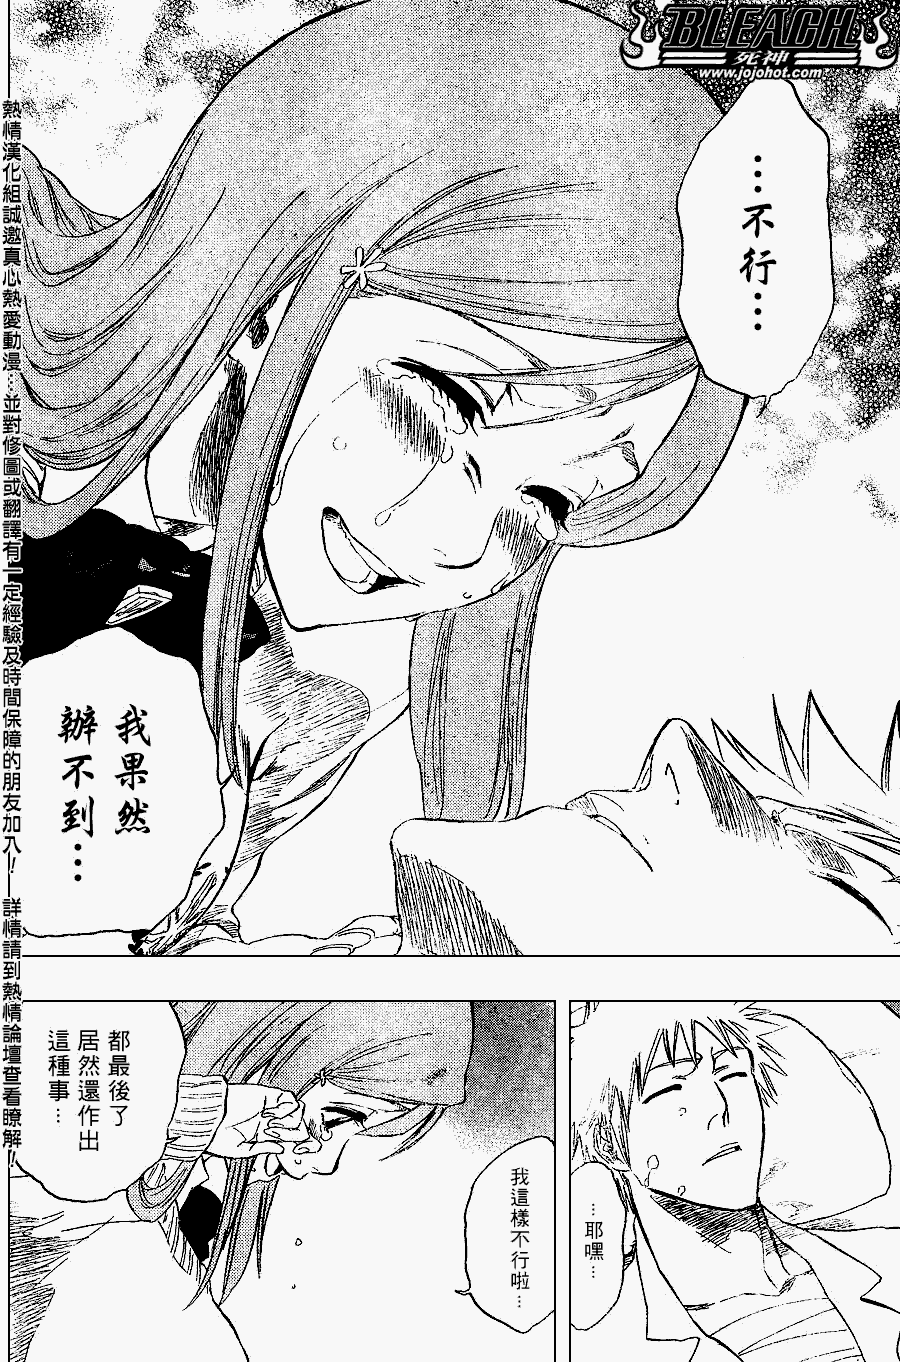 BLEACH
死神
www.jojohot.com
…不行…
我果然
辦不到…
…耶嘿…
我這樣不行啦…
都最後了
居然還作出
這種事…
熱情漢化組誠邀真心熱愛動漫…並對修圖或翻譯有一定經驗及時間保障的朋友加入！ 詳情請到熱情論壇查看瞭解！